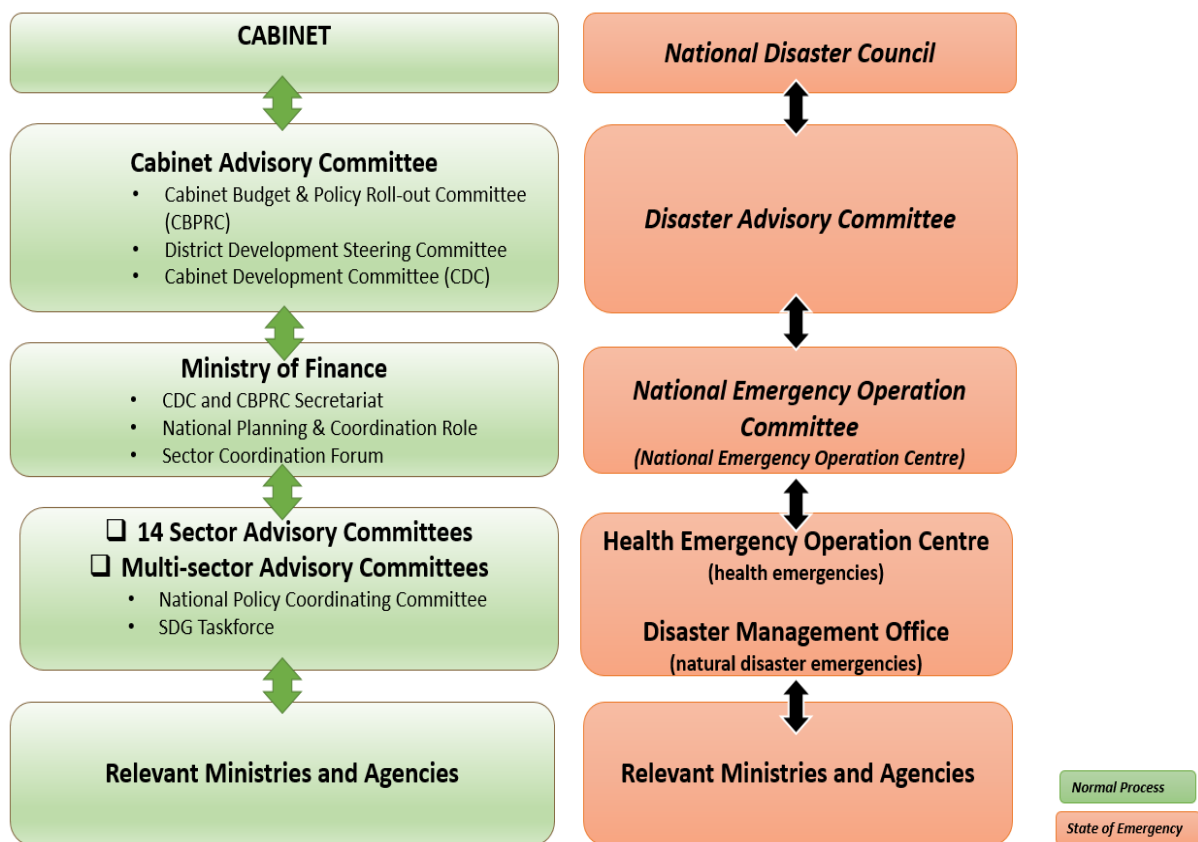 CABINET
Cabinet Advisory Committee
• Cabinet Budget & Policy Roll-out Committee
(CBPRC)
• District Development Steering Committee
• Cabinet Development Committee (CDC)
Ministry of Finance
• CDC and CBPRC Secretariat
• National Planning & Coordination Role
• Sector Coordination Forum
❑ 14 Sector Advisory Committees
❑ Multi-sector Advisory Committees
• National Policy Coordinating Committee
• SDG Taskforce
Relevant Ministries and Agencies
National Disaster Council
Disaster Advisory Committee
National Emergency Operation
Committee
(National Emergency Operation Centre)
Health Emergency Operation Centre
(health emergencies)
Disaster Management Office
(natural disaster emergencies)
Relevant Ministries and Agencies
Normal Process
State of Emergency